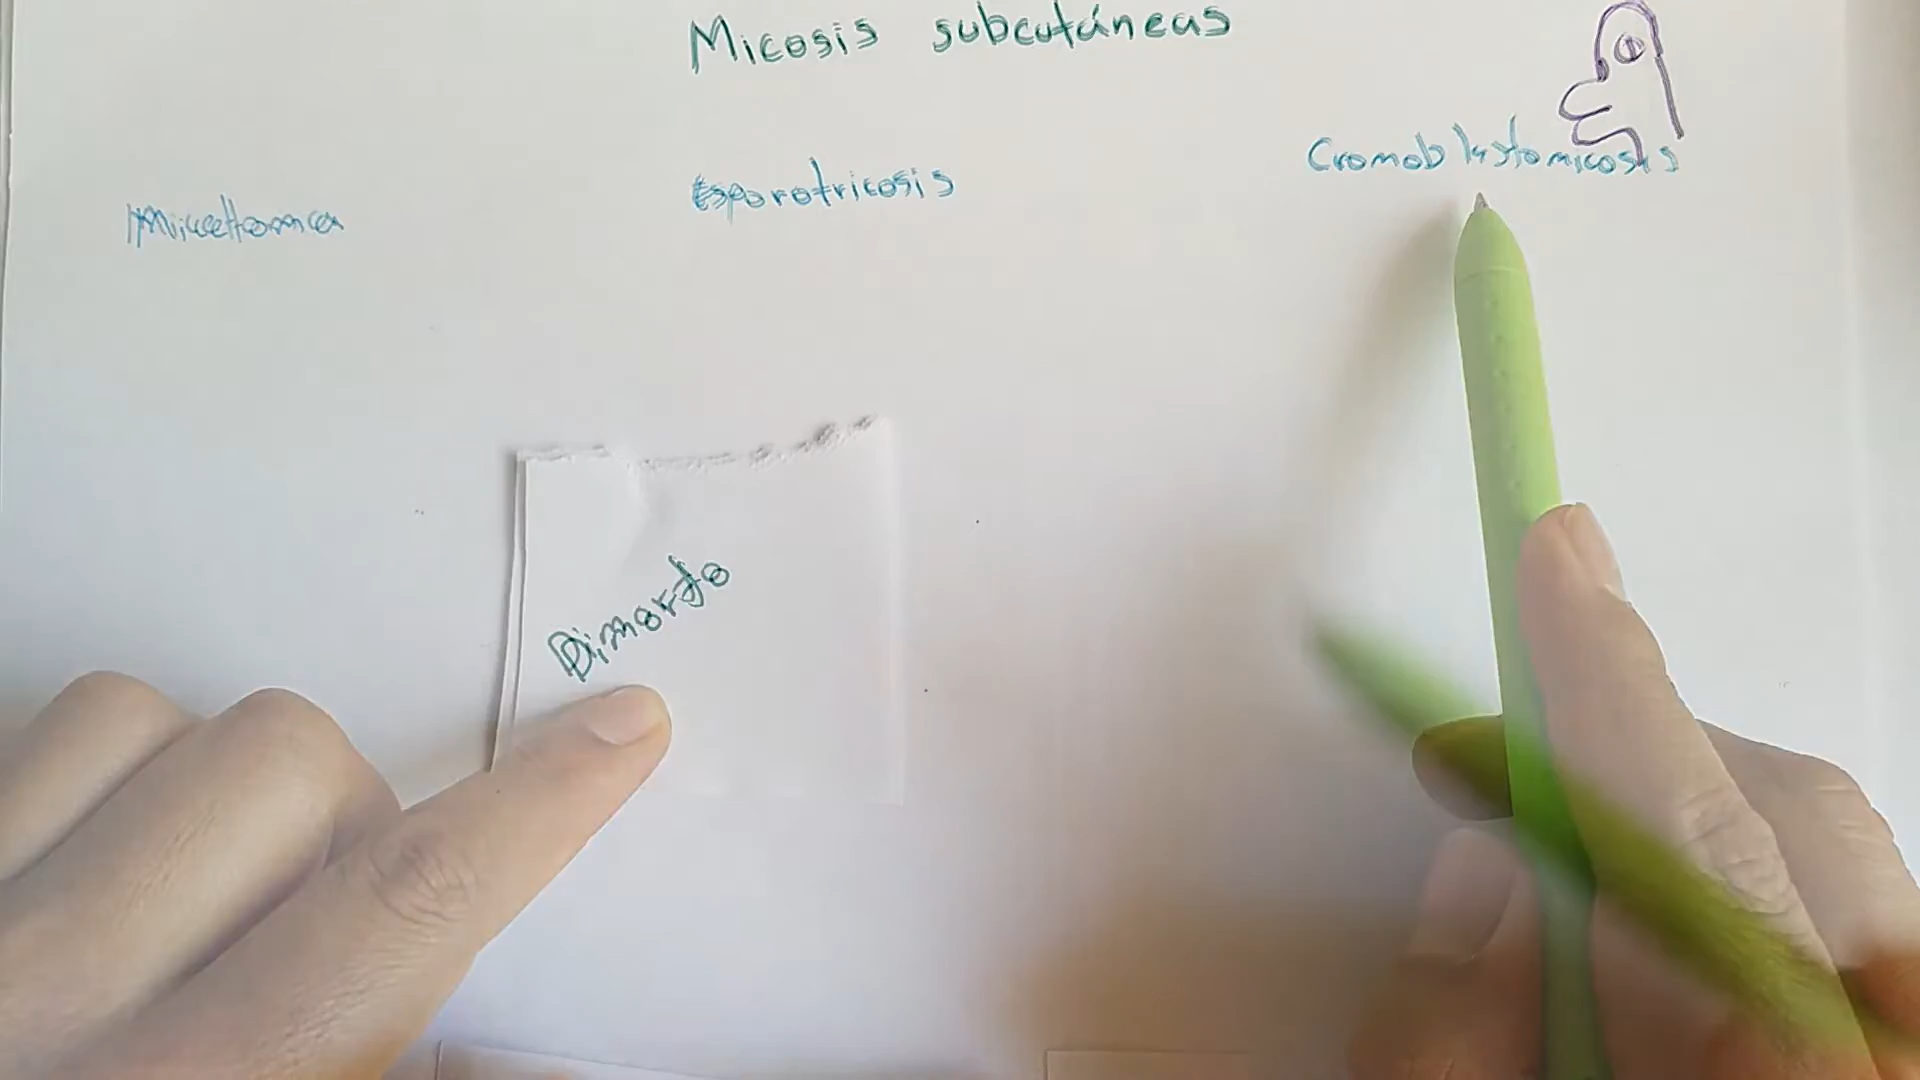 Micosis subcutáneas
Micetoma
Esporotricosis
Cromoblastomicosis
Dimorfo